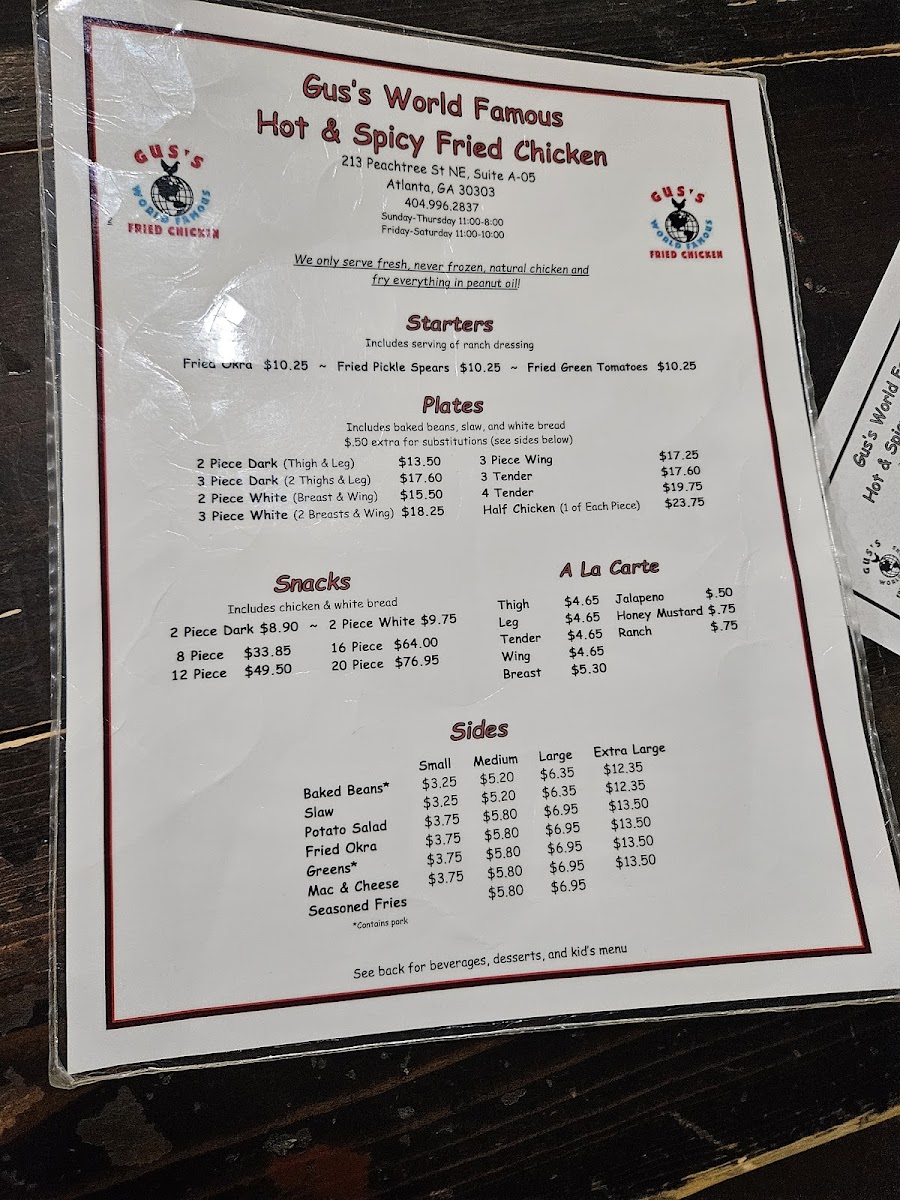 Gus's World Famous
Hot & Spicy Fried Chicken
213 Peachtree St NE, Suite A-05
Atlanta, GA 30303
404.996.2837
Sunday-Thursday 11:00-8:00
Friday-Saturday 11:00-10:00
GUS'S
WORLD FAMOUS
FRIED CHICKEN
GUS'S
WORLD FAMOUS
FRIED CHICKEN
We only serve fresh, never frozen, natural chicken and
fry everything in peanut oil!
Starters
Includes serving of ranch dressing
Fried Okra $10.25 ~ Fried Pickle Spears $10.25 ~ Fried Green Tomatoes $10.25
Plates
Includes baked beans, slaw, and white bread
$.50 extra for substitutions (see sides below)
2 Piece Dark (Thigh & Leg) $13.50
3 Piece Dark (2 Thighs & Leg) $17.60
2 Piece White (Breast & Wing) $15.50
3 Piece White (2 Breasts & Wing) $18.25
3 Piece Wing $17.25
3 Tender $17.60
4 Tender $19.75
Half Chicken (1 of Each Piece) $23.75
Snacks
Includes chicken & white bread
2 Piece Dark $8.90 ~ 2 Piece White $9.75
8 Piece $33.85 16 Piece $64.00
12 Piece $49.50 20 Piece $76.95
A La Carte
Thigh $4.65 Jalapeno $.50
Leg $4.65 Honey Mustard $.75
Tender $4.65 Ranch $.75
Wing $4.65
Breast $5.30
Sides
Small Medium Large Extra Large
Baked Beans* $3.25 $5.20 $6.35 $12.35
Slaw $3.25 $5.20 $6.35 $12.35
Potato Salad $3.75 $5.80 $6.95 $13.50
Fried Okra $3.75 $5.80 $6.95 $13.50
Greens* $3.75 $5.80 $6.95 $13.50
Mac & Cheese $3.75 $5.80 $6.95 $13.50
Seasoned Fries $5.80 $6.95
*Contains pork
See back for beverages, desserts, and kid's menu
Gus's World
Hot & Spic
GUS'S